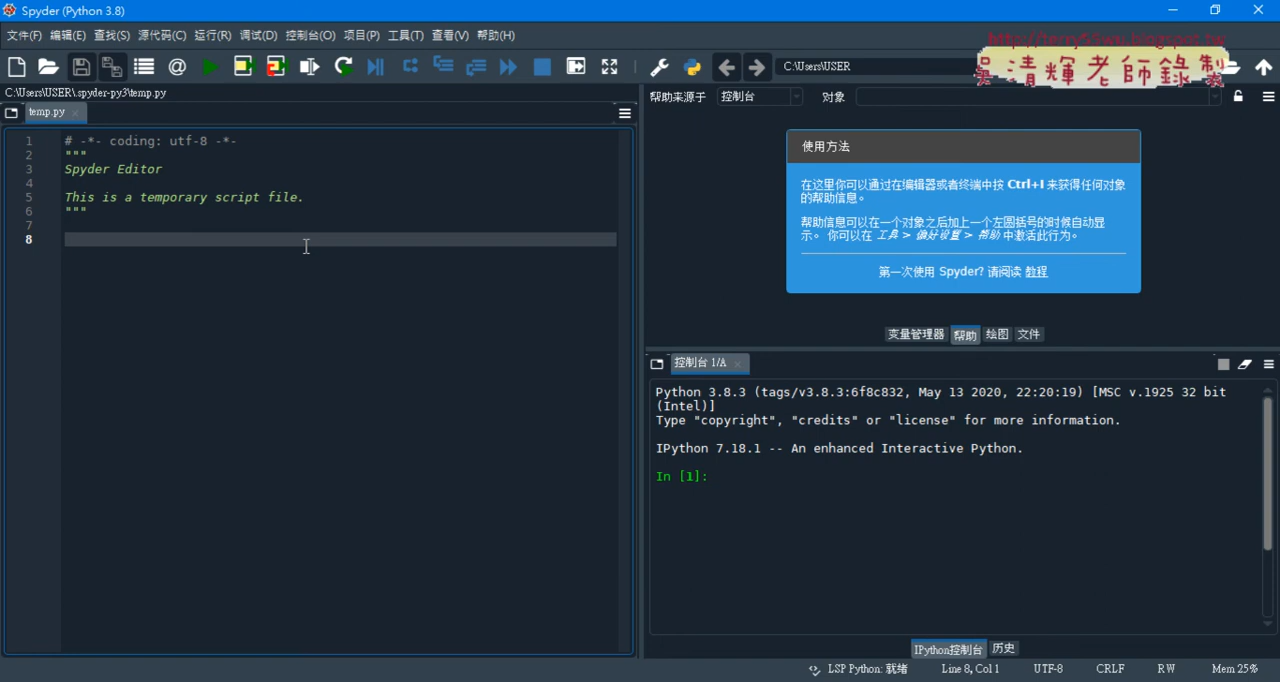 Spyder (Python 3.8)
文件(F) 编辑(E) 查找(S) 源代码(C) 运行(R) 调试(D) 控制台(O) 项目(P) 工具(T) 查看(V) 帮助(H)
http://terry55wu.blogspot.tw
吳清輝老師錄製
C:\Users\USER
C:\Users\USER\.spyder-py3\temp.py
temp.py
帮助来源于 控制台 对象
1 # -*- coding: utf-8 -*-
2 """
3 Spyder Editor
4
5 This is a temporary script file.
6 """
7
8
使用方法
在这里你可以通过在编辑器或者终端中按 Ctrl+I 来获得任何对象
的帮助信息。
帮助信息可以在一个对象之后加上一个左圆括号的时候自动显
示。 你可以在 工具 > 偏好设置 > 帮助 中激活此行为。
第一次使用 Spyder? 请阅读 教程
变量管理器 帮助 绘图 文件
控制台 1/A
Python 3.8.3 (tags/v3.8.3:6f8c832, May 13 2020, 22:20:19) [MSC v.1925 32 bit
(Intel)]
Type "copyright", "credits" or "license" for more information.
IPython 7.18.1 -- An enhanced Interactive Python.
In [1]:
IPython控制台 历史
LSP Python: 就绪 Line 8, Col 1 UTF-8 CRLF RW Mem 25%